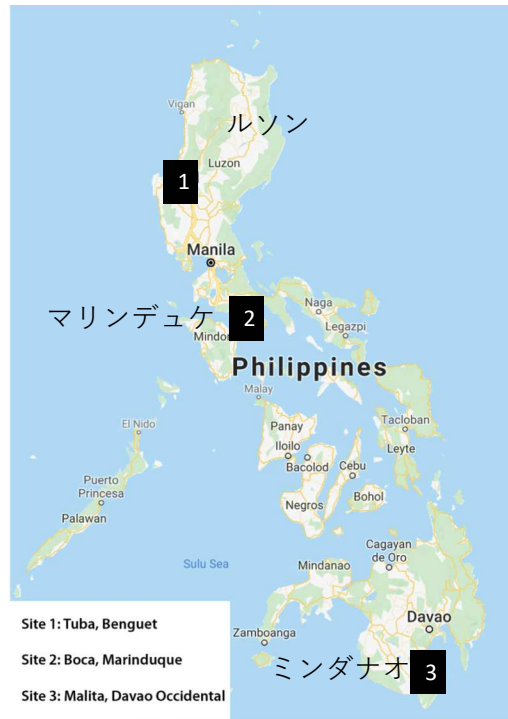 Vigan
ルソン
Luzon
1
Manila
マリンデュケ
2
Naga
Mindoro
Legazpi
Philippines
Malay
El Nido
Panay
Tacloban
Iloilo
Bacolod
Cebu
Leyte
Puerto
Princesa
Negros
Bohol
Palawan
Cagayan
de Oro
Sulu Sea
Mindanao
Site 1: Tuba, Benguet
Davao
Zamboanga
Site 2: Boca, Marinduque
ミンダナオ
3
Site 3: Malita, Davao Occidental